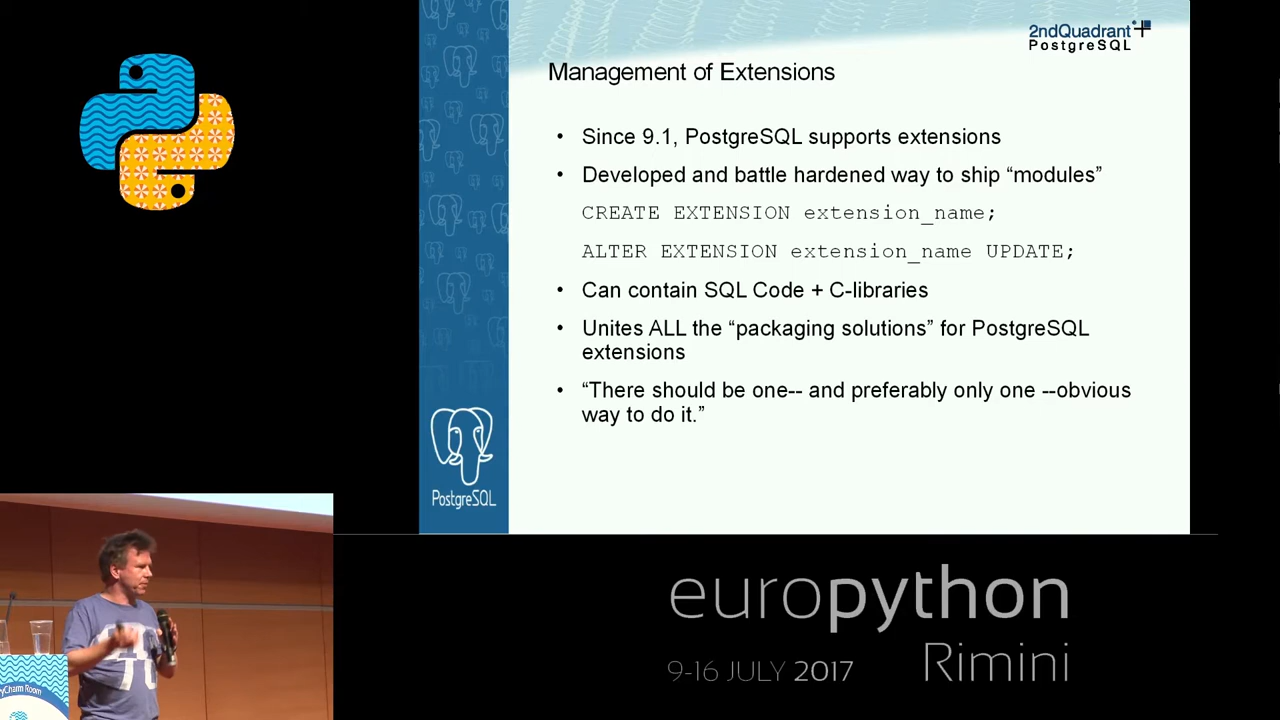 2ndQuadrant
PostgreSQL
Management of Extensions
• Since 9.1, PostgreSQL supports extensions
• Developed and battle hardened way to ship “modules”
CREATE EXTENSION extension_name;
ALTER EXTENSION extension_name UPDATE;
• Can contain SQL Code + C-libraries
• Unites ALL the “packaging solutions” for PostgreSQL
extensions
• “There should be one-- and preferably only one --obvious
way to do it.”
PostgreSQL
europython
9-16 JULY 2017
Rimini
yCharm Room